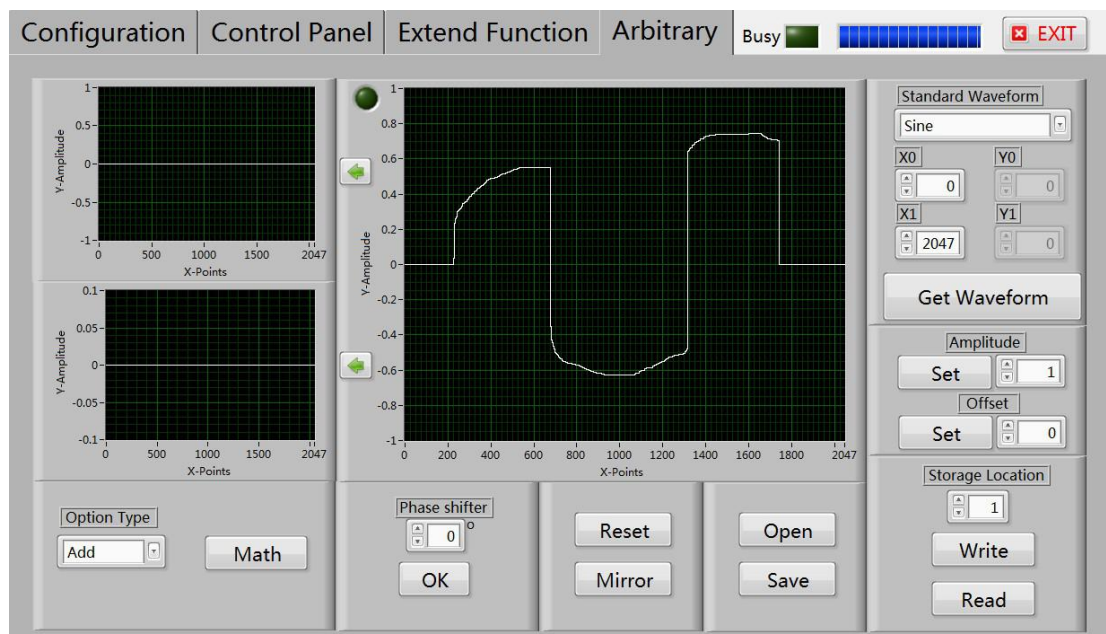 Configuration Control Panel Extend Function Arbitrary Busy EXIT
1
0.5
0
-0.5
-1
Y-Amplitude
0 500 1000 1500 2047
X-Points
0.1
0.05
0
-0.05
-0.1
Y-Amplitude
0 500 1000 1500 2047
X-Points
Option Type
Add
Math
1
0.8
0.6
0.4
0.2
0
-0.2
-0.4
-0.6
-0.8
-1
Y-Amplitude
0 200 400 600 800 1000 1200 1400 1600 1800 2047
X-Points
Phase shifter
0 °
OK
Reset
Mirror
Open
Save
Standard Waveform
Sine
X0 Y0
0 0
X1 Y1
2047 0
Get Waveform
Amplitude
Set 1
Offset
Set 0
Storage Location
1
Write
Read